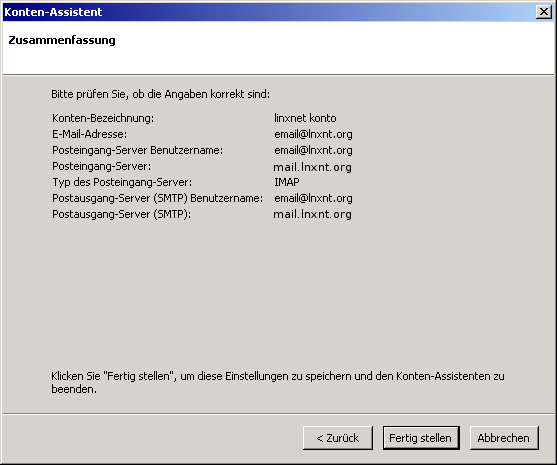 Konten-Assistent
Zusammenfassung
Bitte prüfen Sie, ob die Angaben korrekt sind:
Konten-Bezeichnung: linxnet konto
E-Mail-Adresse: email@lnxnt.org
Posteingang-Server Benutzername: email@lnxnt.org
Posteingang-Server: mail.lnxnt.org
Typ des Posteingang-Server: IMAP
Postausgang-Server (SMTP) Benutzername: email@lnxnt.org
Postausgang-Server (SMTP): mail.lnxnt.org
Klicken Sie "Fertig stellen", um diese Einstellungen zu speichern und den Konten-Assistenten zu
beenden.
< Zurück Fertig stellen Abbrechen